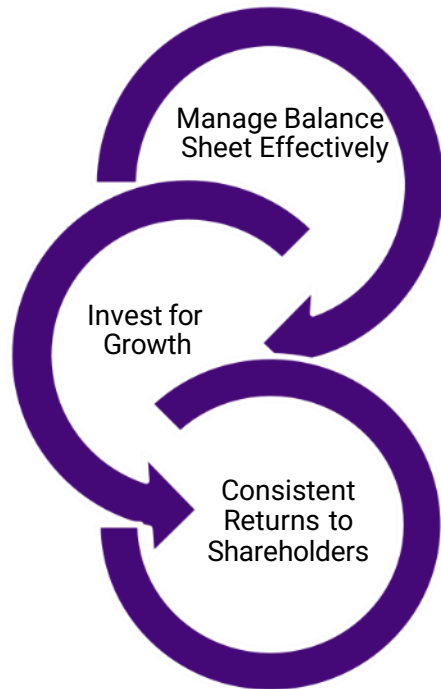 Manage Balance
Sheet Effectively
Invest for
Growth
Consistent
Returns to
Shareholders